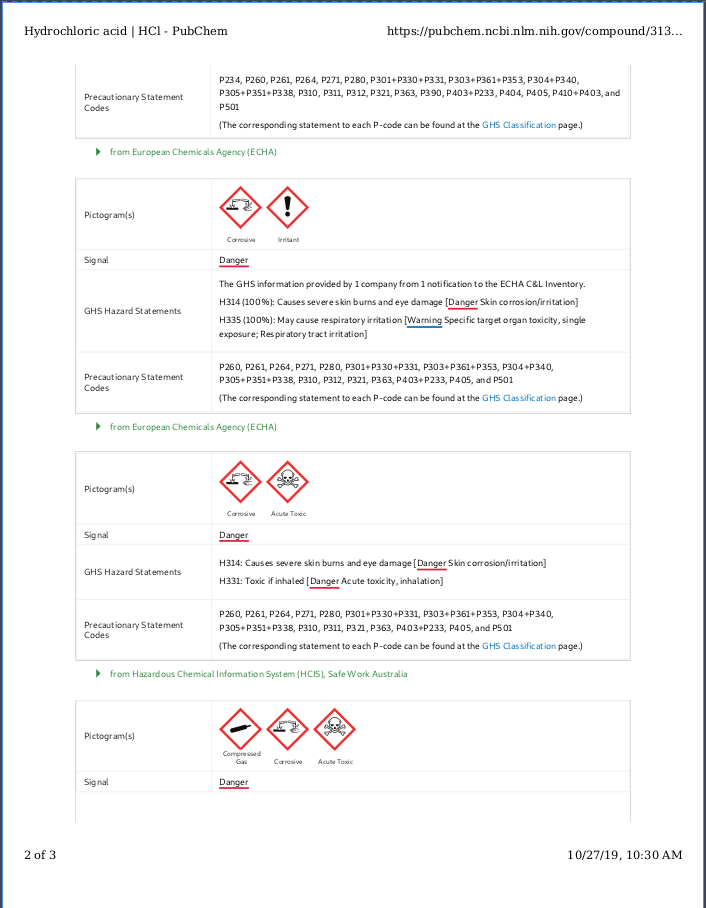 Hydrochloric acid | HCl - PubChem
https://pubchem.ncbi.nlm.nih.gov/compound/313...
Precautionary Statement
Codes
P234, P260, P261, P264, P271, P280, P301+P330+P331, P303+P361+P353, P304+P340,
P305+P351+P338, P310, P311, P312, P321, P363, P390, P403+P233, P404, P405, P410+P403, and
P501
(The corresponding statement to each P-code can be found at the GHS Classification page.)
from European Chemicals Agency (ECHA)
Pictogram(s)
Corrosive
Irritant
Signal
Danger
GHS Hazard Statements
The GHS information provided by 1 company from 1 notification to the ECHA C&L Inventory.
H314 (100%): Causes severe skin burns and eye damage [Danger Skin corrosion/irritation]
H335 (100%): May cause respiratory irritation [Warning Specific target organ toxicity, single
exposure; Respiratory tract irritation]
Precautionary Statement
Codes
P260, P261, P264, P271, P280, P301+P330+P331, P303+P361+P353, P304+P340,
P305+P351+P338, P310, P312, P321, P363, P403+P233, P405, and P501
(The corresponding statement to each P-code can be found at the GHS Classification page.)
from European Chemicals Agency (ECHA)
Pictogram(s)
Corrosive
Acute Toxic
Signal
Danger
GHS Hazard Statements
H314: Causes severe skin burns and eye damage [Danger Skin corrosion/irritation]
H331: Toxic if inhaled [Danger Acute toxicity, inhalation]
Precautionary Statement
Codes
P260, P261, P264, P271, P280, P301+P330+P331, P303+P361+P353, P304+P340,
P305+P351+P338, P310, P311, P321, P363, P403+P233, P405, and P501
(The corresponding statement to each P-code can be found at the GHS Classification page.)
from Hazardous Chemical Information System (HCIS), Safe Work Australia
Pictogram(s)
Compressed
Gas
Corrosive
Acute Toxic
Signal
Danger
2 of 3
10/27/19, 10:30 AM